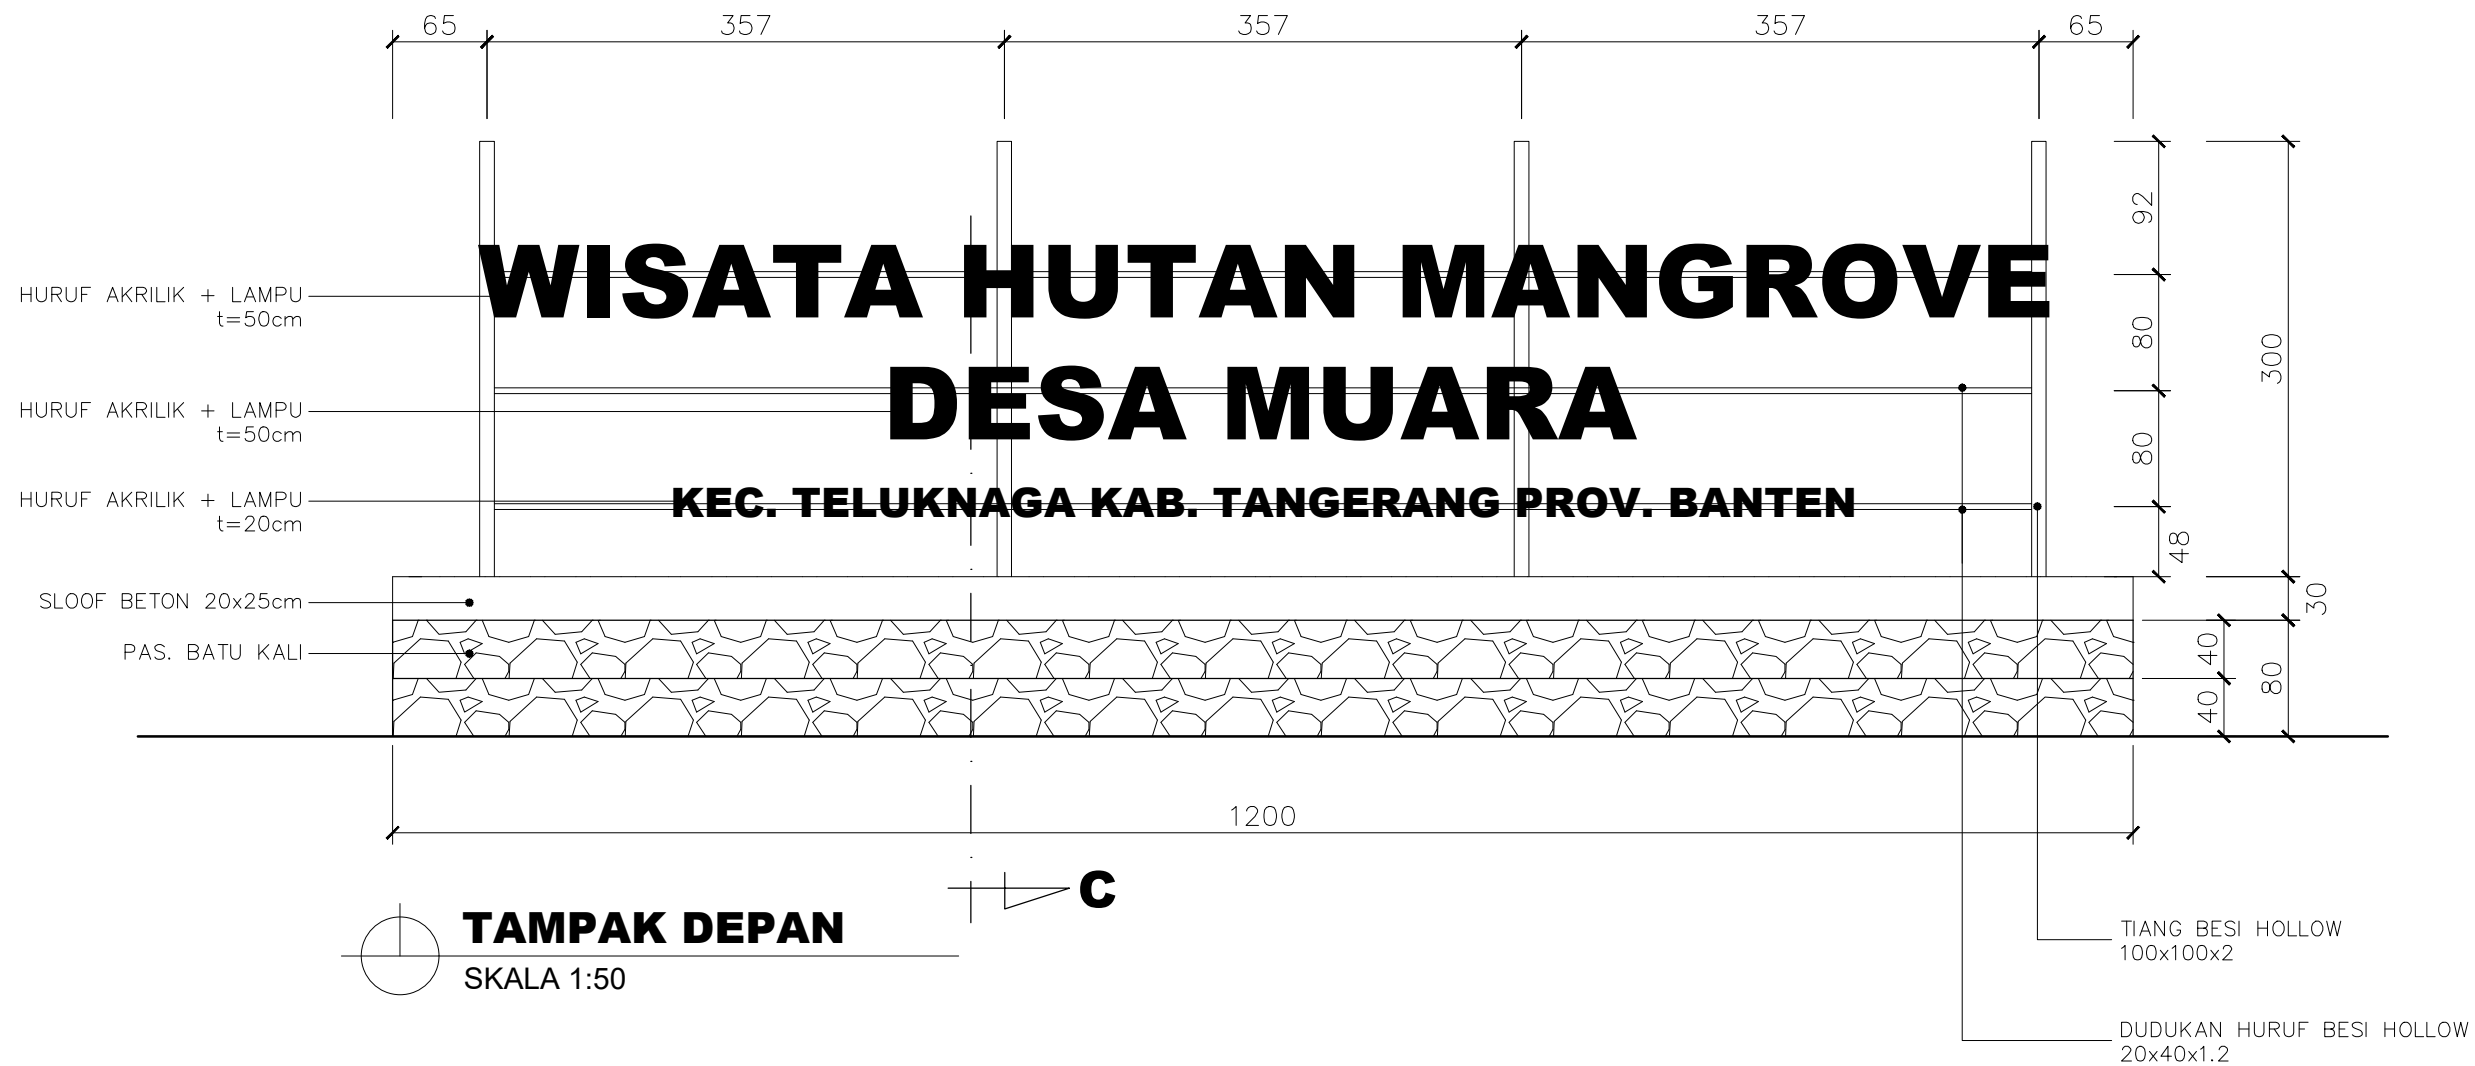 65 357 357 357 65
92
WISATA HUTAN MANGROVE
HURUF AKRILIK + LAMPU
t=50cm
80
300
DESA MUARA
HURUF AKRILIK + LAMPU
t=50cm
80
KEC. TELUKNAGA KAB. TANGERANG PROV. BANTEN
HURUF AKRILIK + LAMPU
t=20cm
48
SLOOF BETON 20x25cm
30
PAS. BATU KALI
40
80
40
1200
C
TAMPAK DEPAN
SKALA 1:50
TIANG BESI HOLLOW
100x100x2
DUDUKAN HURUF BESI HOLLOW
20x40x1.2